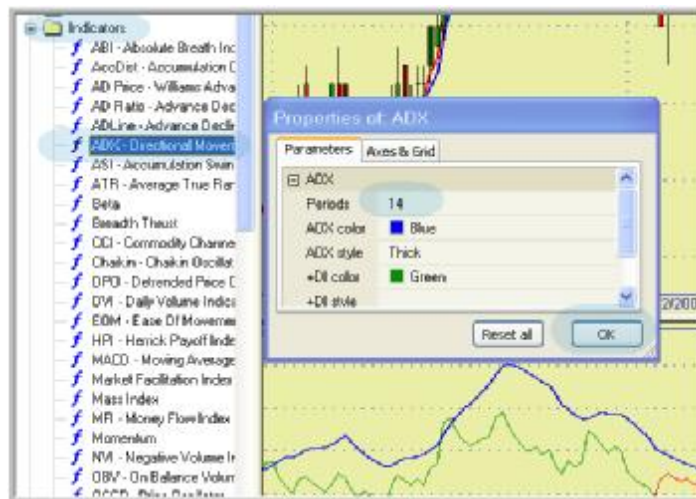 Indicators
ABI - Absolute Breath Inc
AccDist - Accumulation D
AD Price - Williams Adva
AD Ratio - Advance Dec
ADLine - Advance Declin
ADX - Directional Movem
ASI - Accumulation Swin
ATR - Average True Ran
Beta
Breadth Thrust
CCI - Commodity Channe
Chaikin - Chaikin Oscillat
DPO - Detrended Price O
DVI - Daily Volume Indica
EOM - Ease Of Movemen
HPI - Herrick Payoff Inde
MACD - Moving Average
Market Facilitation Index
Mass Index
MFI - Money Flow Index
Momentum
NVI - Negative Volume In
OBV - On Balance Volum
Properties of: ADX
Parameters Axes & Grid
ADX
Periods 14
ADX color Blue
ADX style Thick
+DI color Green
+DI style
Reset all OK
2/200